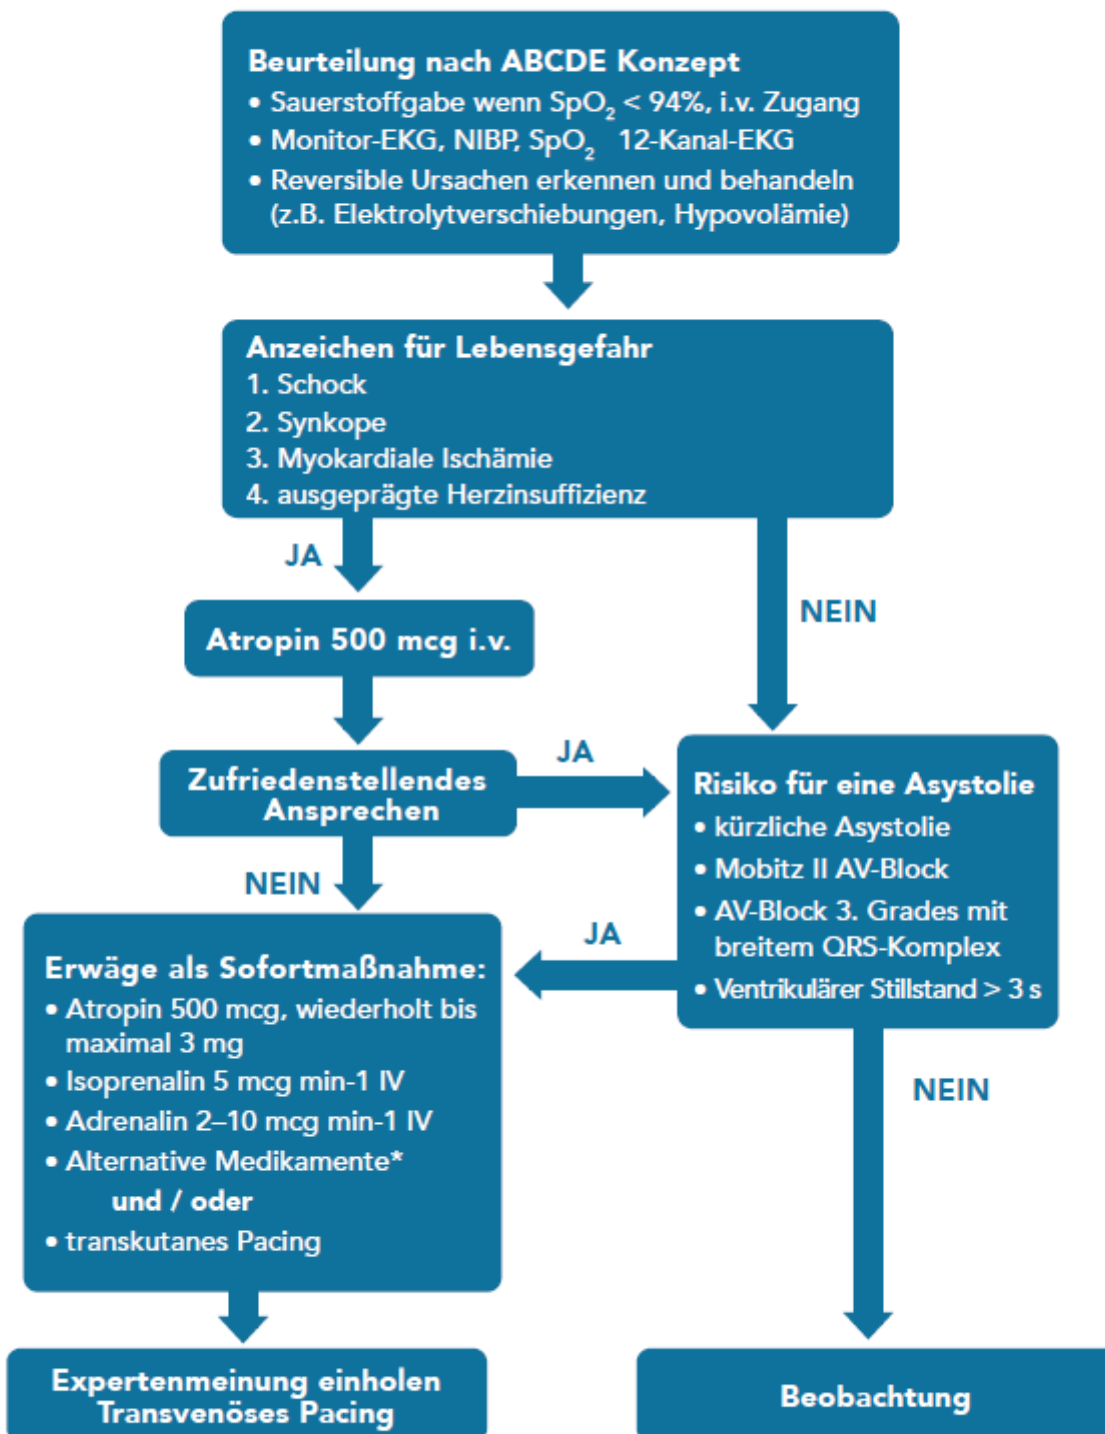 Beurteilung nach ABCDE Konzept
• Sauerstoffgabe wenn SpO₂ < 94%, i.v. Zugang
• Monitor-EKG, NIBP, SpO₂ 12-Kanal-EKG
• Reversible Ursachen erkennen und behandeln
(z.B. Elektrolytverschiebungen, Hypovolämie)
Anzeichen für Lebensgefahr
1. Schock
2. Synkope
3. Myokardiale Ischämie
4. ausgeprägte Herzinsuffizienz
JA
NEIN
Atropin 500 mcg i.v.
Zufriedenstellendes
Ansprechen
JA
NEIN
Risiko für eine Asystolie
• kürzliche Asystolie
• Mobitz II AV-Block
• AV-Block 3. Grades mit
breitem QRS-Komplex
• Ventrikulärer Stillstand > 3 s
JA
NEIN
Erwäge als Sofortmaßnahme:
• Atropin 500 mcg, wiederholt bis
maximal 3 mg
• Isoprenalin 5 mcg min-1 IV
• Adrenalin 2–10 mcg min-1 IV
• Alternative Medikamente*
und / oder
• transkutanes Pacing
Expertenmeinung einholen
Transvenöses Pacing
Beobachtung